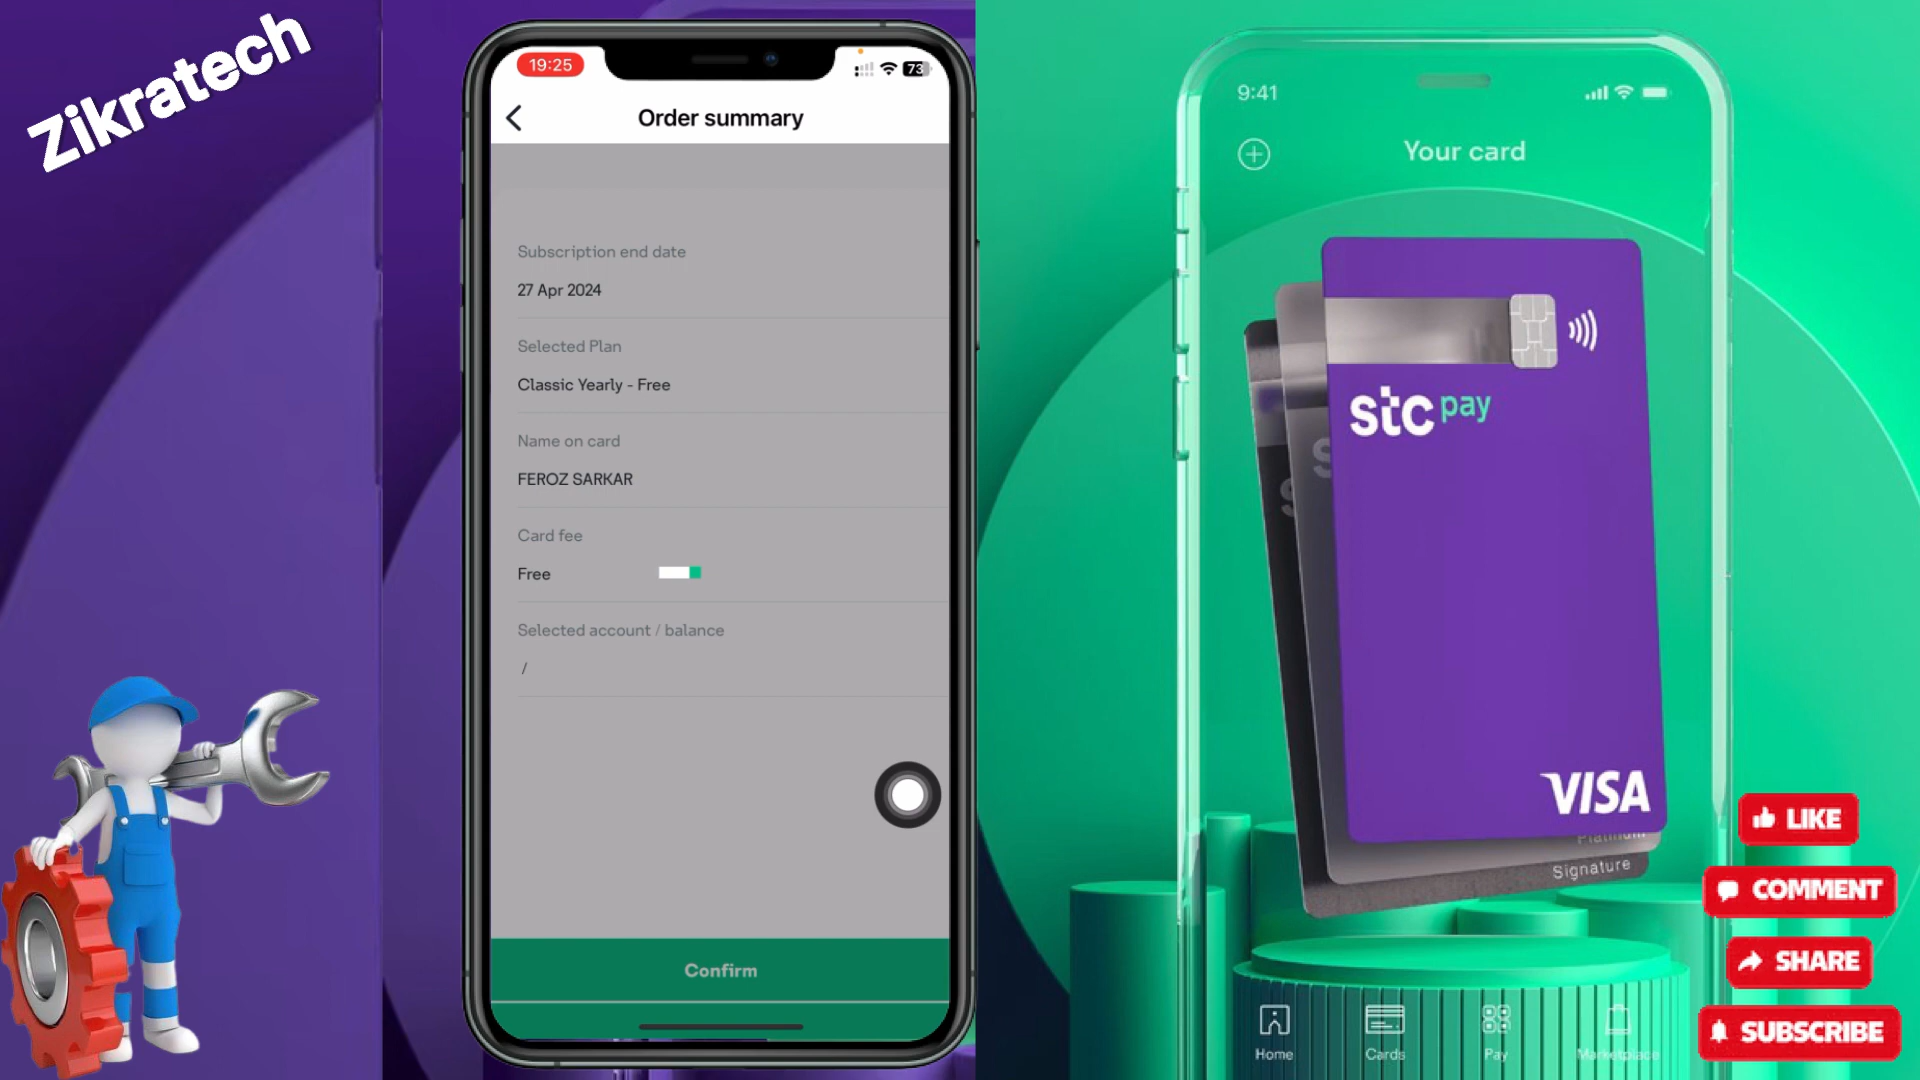 Zikratech
19:25
73
Order summary
Subscription end date
27 Apr 2024
Selected Plan
Classic Yearly - Free
Name on card
FEROZ SARKAR
Card fee
Free
Selected account / balance
/
Confirm
9:41
Your card
stc pay
VISA
Platinum
Signature
Home
Cards
Pay
Marketplace
LIKE
COMMENT
SHARE
SUBSCRIBE